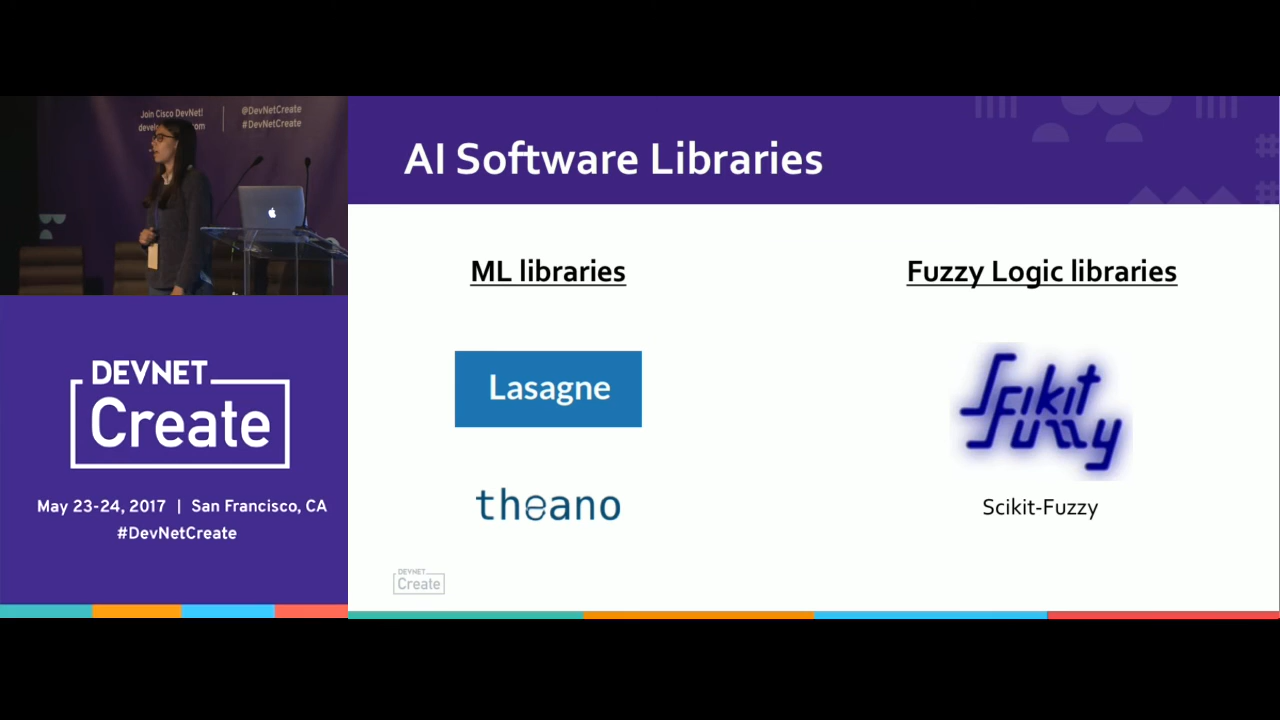 Join Cisco DevNet!
@DevNetCreate
#DevNetCreate
DEVNET
Create
May 23-24, 2017 | San Francisco, CA
#DevNetCreate
AI Software Libraries
ML libraries
Fuzzy Logic libraries
Lasagne
Scikit
Fuzzy
theano
Scikit-Fuzzy
DEVNET
Create